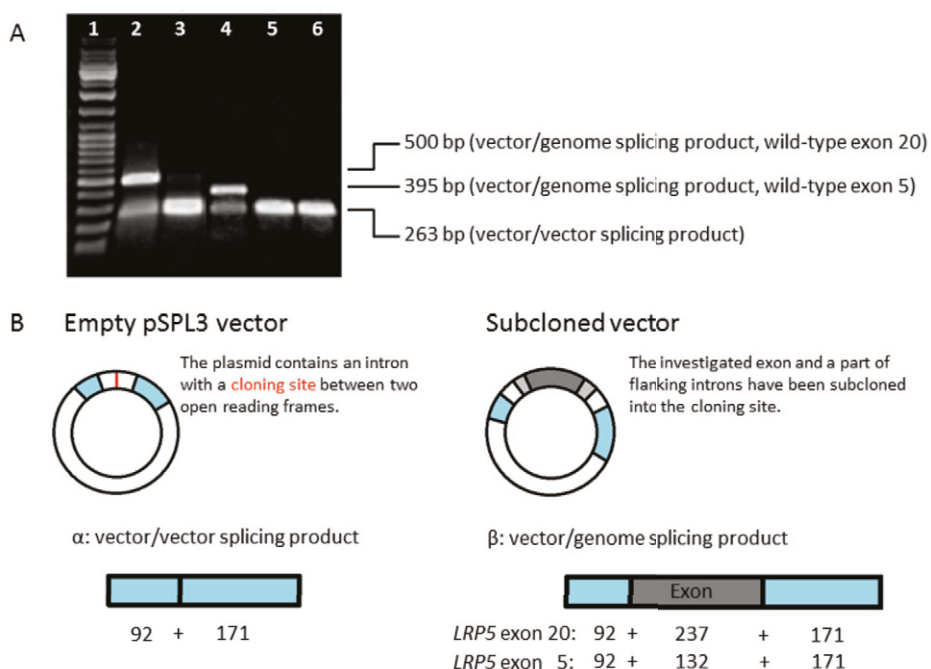 A
1 2 3 4 5 6
500 bp (vector/genome splicing product, wild-type exon 20)
395 bp (vector/genome splicing product, wild-type exon 5)
263 bp (vector/vector splicing product)
B Empty pSPL3 vector
The plasmid contains an intron
with a cloning site between two
open reading frames.
α: vector/vector splicing product
92 + 171
Subcloned vector
The investigated exon and a part of
flanking introns have been subcloned
into the cloning site.
β: vector/genome splicing product
Exon
LRP5 exon 20: 92 + 237 + 171
LRP5 exon 5: 92 + 132 + 171